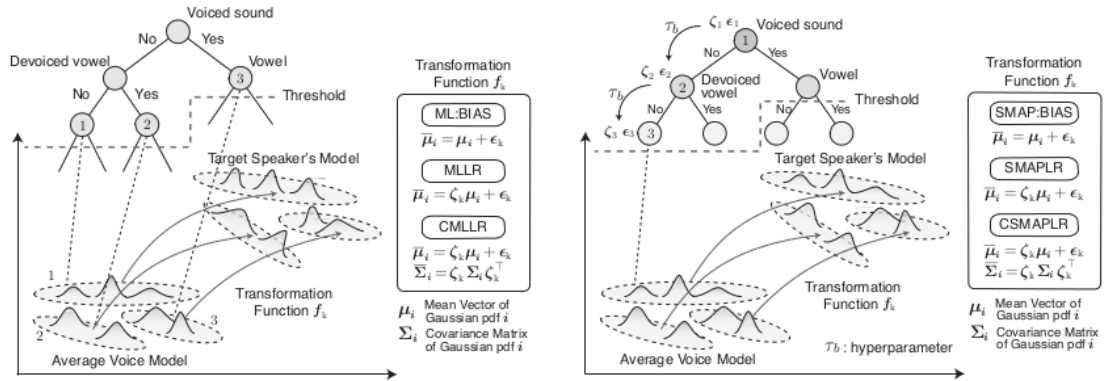 Voiced sound
No Yes
Devoiced vowel
Vowel
3
No Yes
Threshold
1 2
Transformation
Function fₖ
ML:BIAS
μ̅ᵢ = μᵢ + ϵₖ
MLLR
μ̅ᵢ = ζₖμᵢ + ϵₖ
CMLLR
μ̅ᵢ = ζₖμᵢ + ϵₖ
Σ̅ᵢ = ζₖ Σᵢ ζₖ⊤
μᵢ Mean Vector of
Gaussian pdf i
Σᵢ Covariance Matrix
of Gaussian pdf i
Target Speaker's Model
1
Transformation
Function fₖ
2
3
Average Voice Model
Voiced sound
τb ζ₁ ϵ₁
1
No Yes
ζ₂ ϵ₂
2
Devoiced
vowel
Vowel
τb
No Yes
Threshold
ζ₃ ϵ₃
3
Transformation
Function fₖ
SMAP:BIAS
μ̅ᵢ = μᵢ + ϵₖ
SMAPLR
μ̅ᵢ = ζₖμᵢ + ϵₖ
CSMAPLR
μ̅ᵢ = ζₖμᵢ + ϵₖ
Σ̅ᵢ = ζₖ Σᵢ ζₖ⊤
μᵢ Mean Vector of
Gaussian pdf i
Σᵢ Covariance Matrix
of Gaussian pdf i
Target Speaker's Model
Transformation
Function fₖ
Average Voice Model
τb : hyperparameter